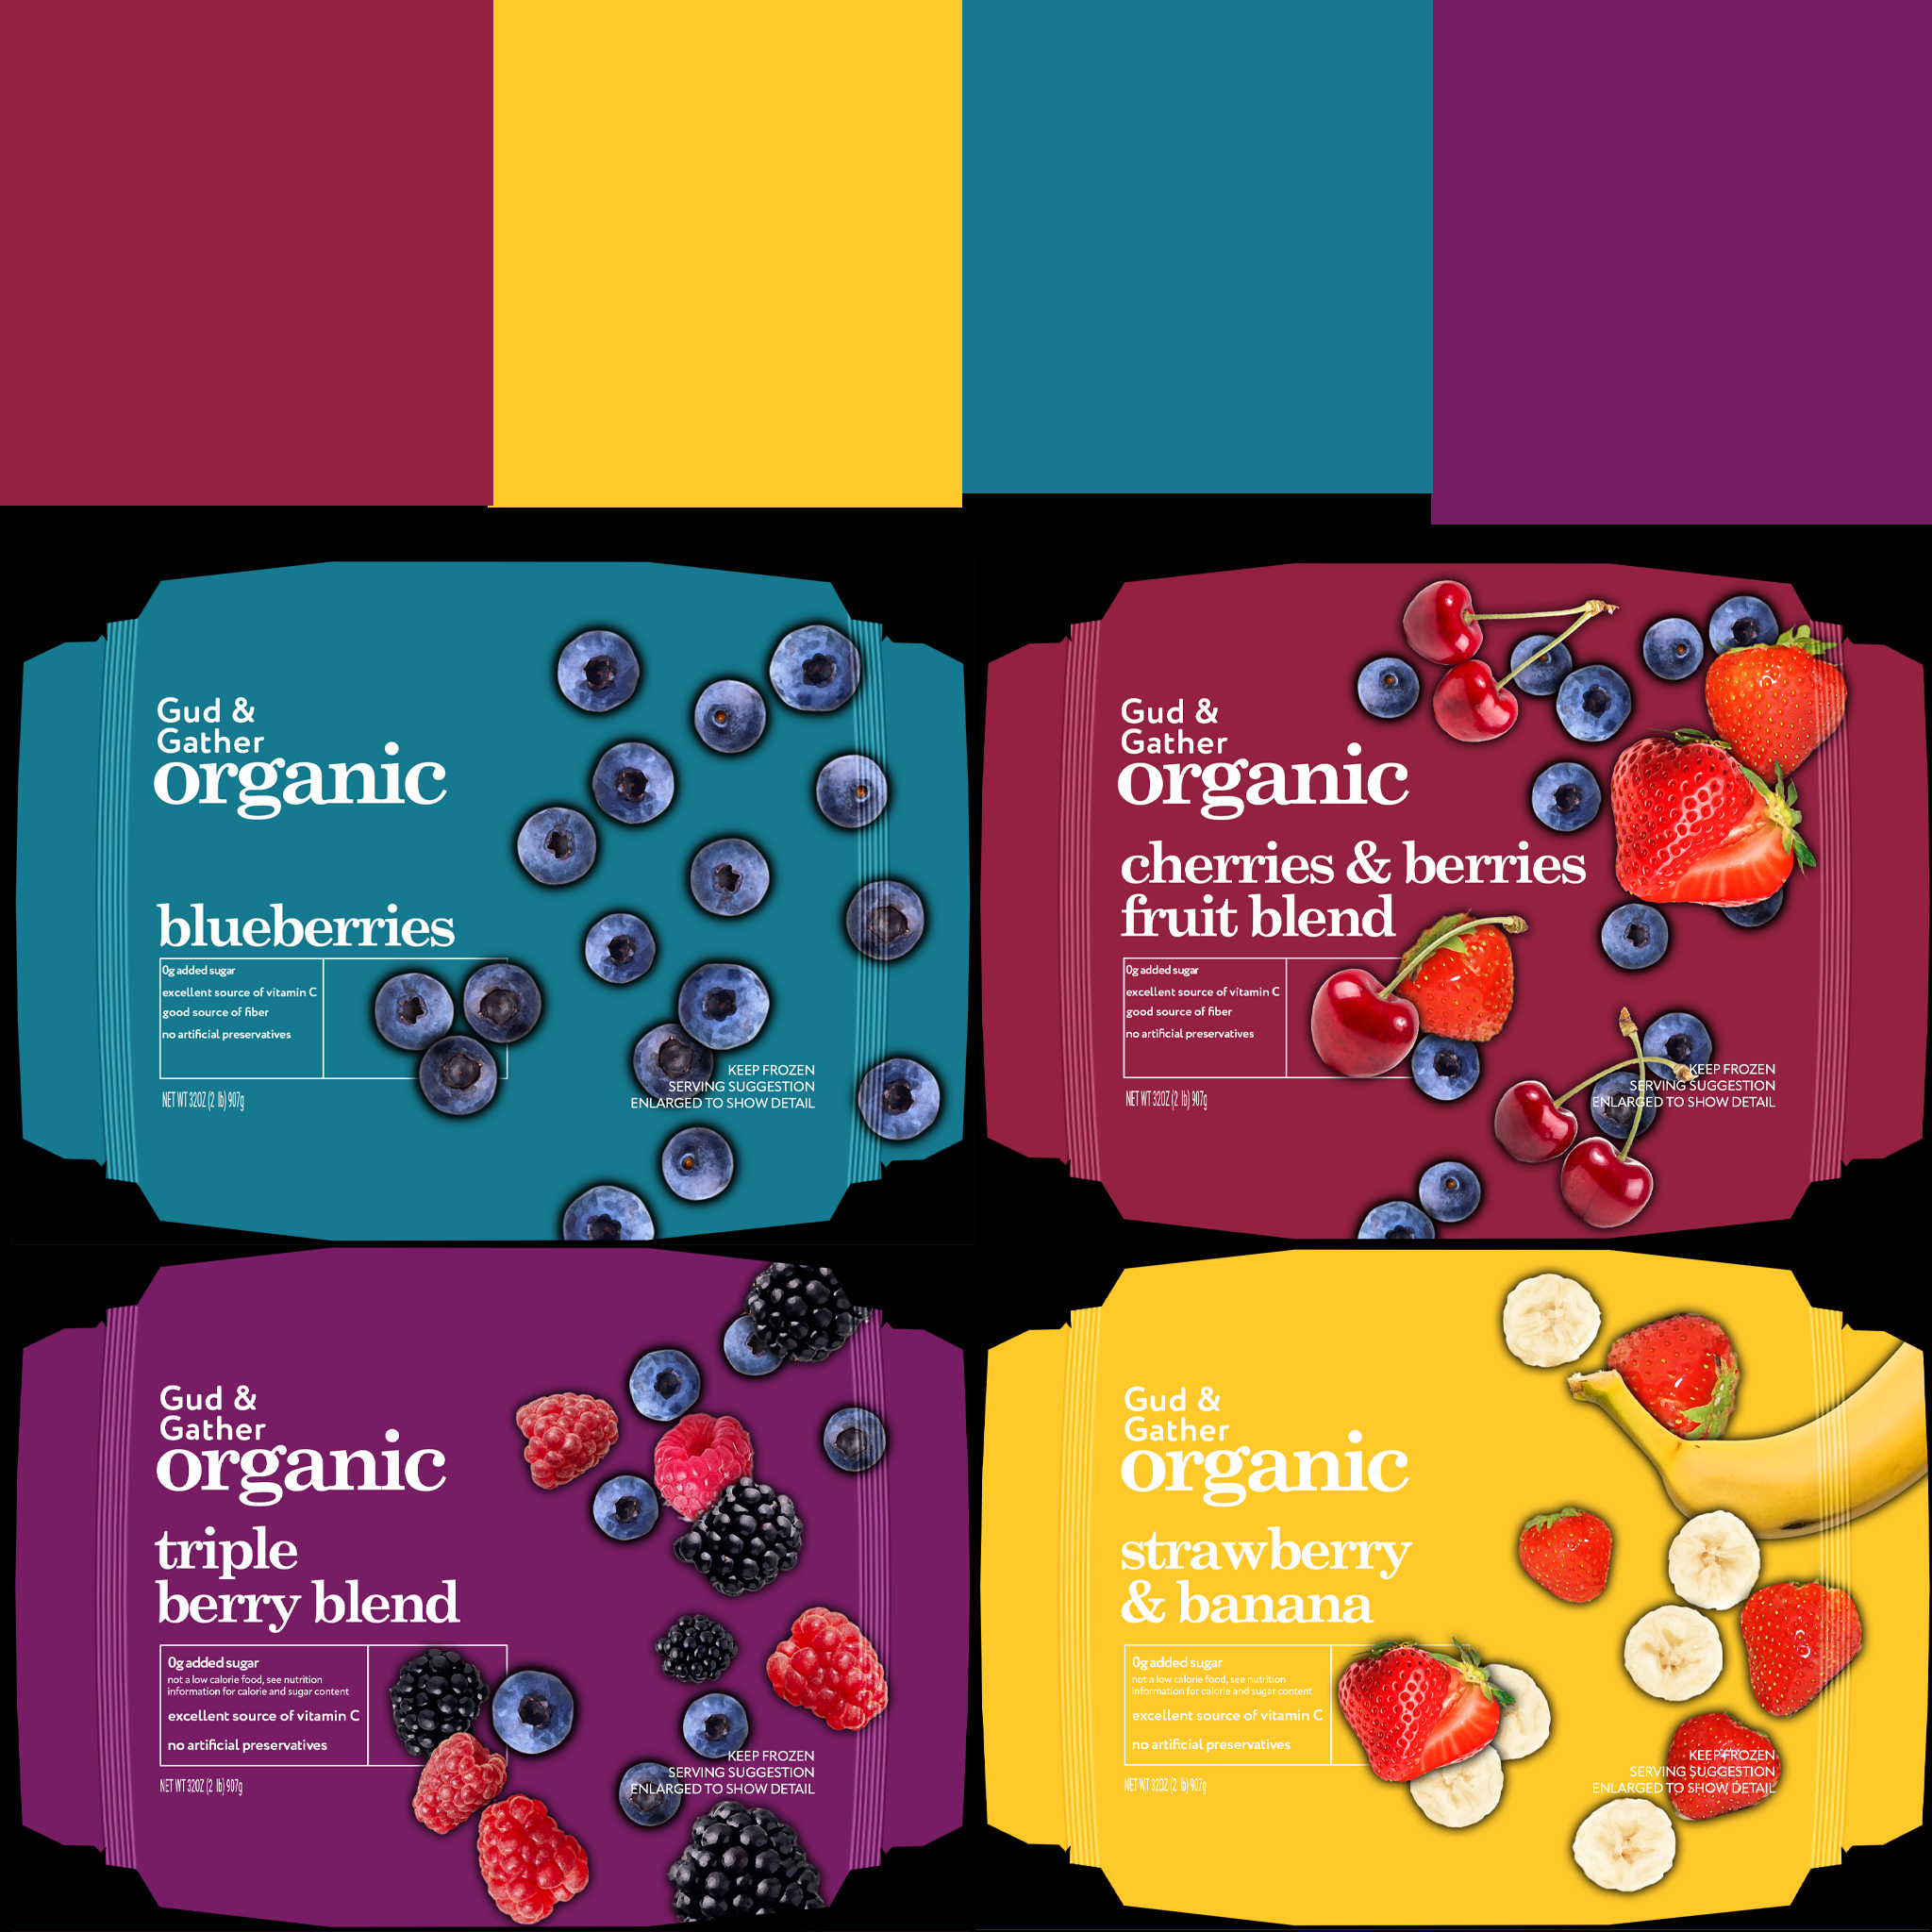 Gud &
Gather
organic
blueberries
0g added sugar
excellent source of vitamin C
good source of fiber
no artificial preservatives
NET WT 32OZ (2 lb) 907g
KEEP FROZEN
SERVING SUGGESTION
ENLARGED TO SHOW DETAIL
Gud &
Gather
organic
cherries & berries
fruit blend
0g added sugar
excellent source of vitamin C
good source of fiber
no artificial preservatives
NET WT 32OZ (2 lb) 907g
KEEP FROZEN
SERVING SUGGESTION
ENLARGED TO SHOW DETAIL
Gud &
Gather
organic
triple
berry blend
0g added sugar
not a low calorie food, see nutrition
information for calorie and sugar content
excellent source of vitamin C
no artificial preservatives
NET WT 32OZ (2 lb) 907g
KEEP FROZEN
SERVING SUGGESTION
ENLARGED TO SHOW DETAIL
Gud &
Gather
organic
strawberry
& banana
0g added sugar
not a low calorie food, see nutrition
information for calorie and sugar content
excellent source of vitamin C
no artificial preservatives
NET WT 32OZ (2 lb) 907g
KEEP FROZEN
SERVING SUGGESTION
ENLARGED TO SHOW DETAIL